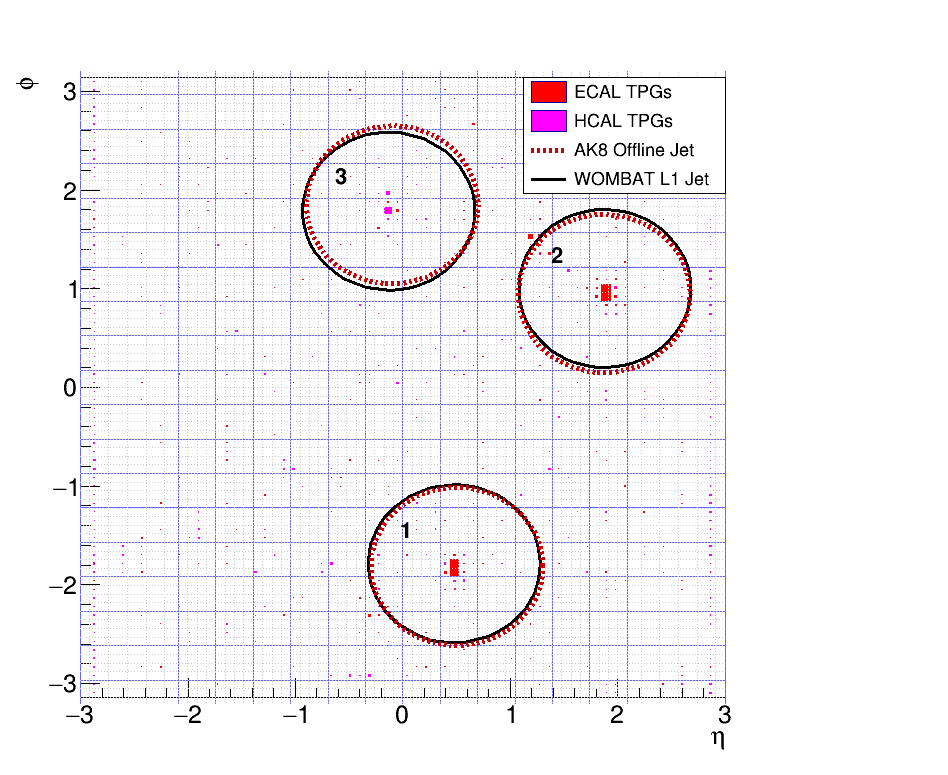 φ
3
2
1
0
−1
−2
−3
ECAL TPGs
HCAL TPGs
AK8 Offline Jet
WOMBAT L1 Jet
3
2
1
−3 −2 −1 0 1 2 3
η